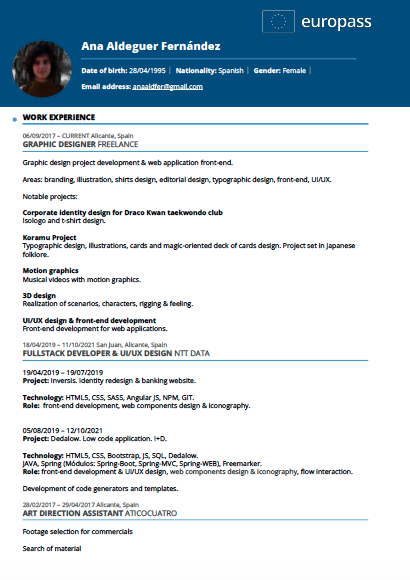 europass
Ana Aldeguer Fernández
Date of birth: 28/04/1995 | Nationality: Spanish | Gender: Female |
Email address: anaaldfer@gmail.com
WORK EXPERIENCE
06/09/2017 – CURRENT Alicante, Spain
GRAPHIC DESIGNER FREELANCE
Graphic design project development & web application front-end.
Areas: branding, illustration, shirts design, editorial design, typographic design, front-end, UI/UX.
Notable projects:
Corporate identity design for Draco Kwan taekwondo club
Isologo and t-shirt design.
Koramu Project
Typographic design, illustrations, cards and magic-oriented deck of cards design. Project set in Japanese
folklore.
Motion graphics
Musical videos with motion graphics.
3D design
Realization of scenarios, characters, rigging & feeling.
UI/UX design & front-end development
Front-end development for web applications.
18/04/2019 – 11/10/2021 San Juan, Alicante, Spain
FULLSTACK DEVELOPER & UI/UX DESIGN NTT DATA
19/04/2019 – 19/07/2019
Project: Inversis. Identity redesign & banking website.
Technology: HTML5, CSS, SASS, Angular JS, NPM, GIT.
Role: front-end development, web components design & iconography.
05/08/2019 – 12/10/2021
Project: Dedalow. Low code application. I+D.
Technology: HTML5, CSS, Bootstrap, JS, SQL, Dedalow.
JAVA, Spring (Módulos: Spring-Boot, Spring-MVC, Spring-WEB), Freemarker.
Role: front-end development & UI/UX design, web components design & iconography, flow interaction.
Development of code generators and templates.
28/02/2017 – 29/04/2017 Alicante, Spain
ART DIRECTION ASSISTANT ATICOCUATRO
Footage selection for commercials
Search of material